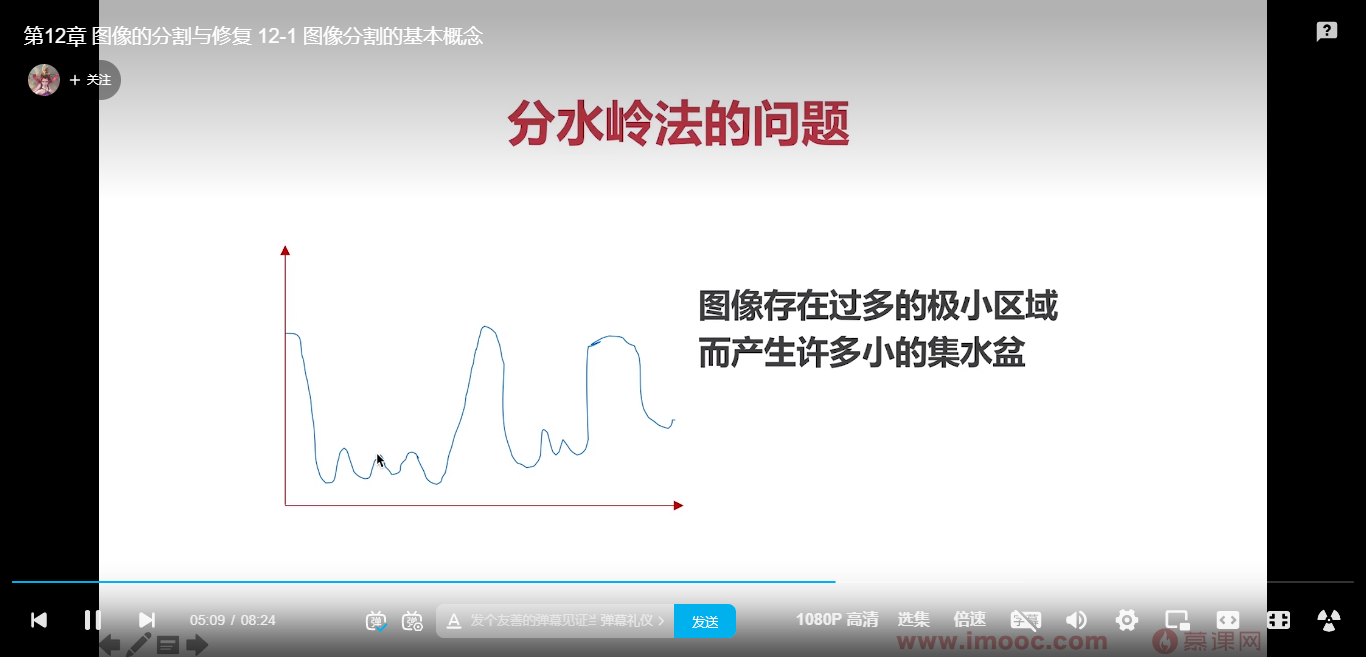 第12章 图像的分割与修复 12-1 图像分割的基本概念
+ 关注
分水岭法的问题
图像存在过多的极小区域
而产生许多小的集水盆
05:09 / 08:24
弹
弹
A 发个友善的弹幕见证当 弹幕礼仪 >
发送
1080P 高清
选集
倍速
字幕
www.imooc.com
慕课网